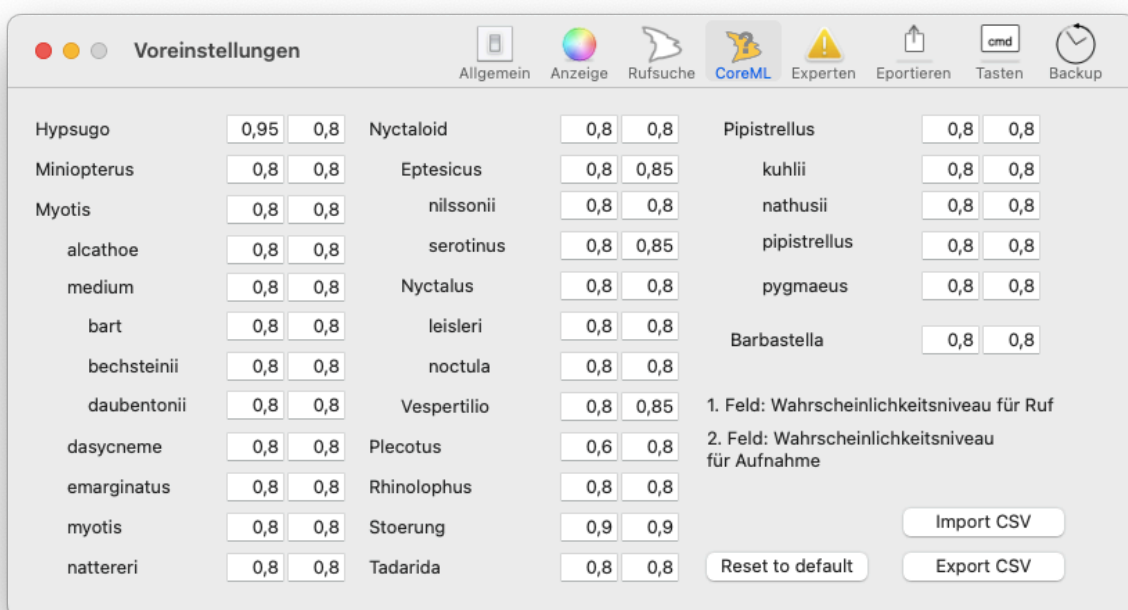 Voreinstellungen
Allgemein Anzeige Rufsuche CoreML Experten Eportieren cmd Tasten Backup
Hypsugo 0,95 0,8 Nyctaloid 0,8 0,8 Pipistrellus 0,8 0,8
Miniopterus 0,8 0,8 Eptesicus 0,8 0,85 kuhlii 0,8 0,8
Myotis 0,8 0,8 nilssonii 0,8 0,8 nathusii 0,8 0,8
alcathoe 0,8 0,8 serotinus 0,8 0,85 pipistrellus 0,8 0,8
medium 0,8 0,8 Nyctalus 0,8 0,8 pygmaeus 0,8 0,8
bart 0,8 0,8 leisleri 0,8 0,8 Barbastella 0,8 0,8
bechsteinii 0,8 0,8 noctula 0,8 0,8
daubentonii 0,8 0,8 Vespertilio 0,8 0,85 1. Feld: Wahrscheinlichkeitsniveau für Ruf
dasycneme 0,8 0,8 Plecotus 0,6 0,8 2. Feld: Wahrscheinlichkeitsniveau
für Aufnahme
emarginatus 0,8 0,8 Rhinolophus 0,8 0,8
myotis 0,8 0,8 Stoerung 0,9 0,9 Import CSV
nattereri 0,8 0,8 Tadarida 0,8 0,8 Reset to default Export CSV